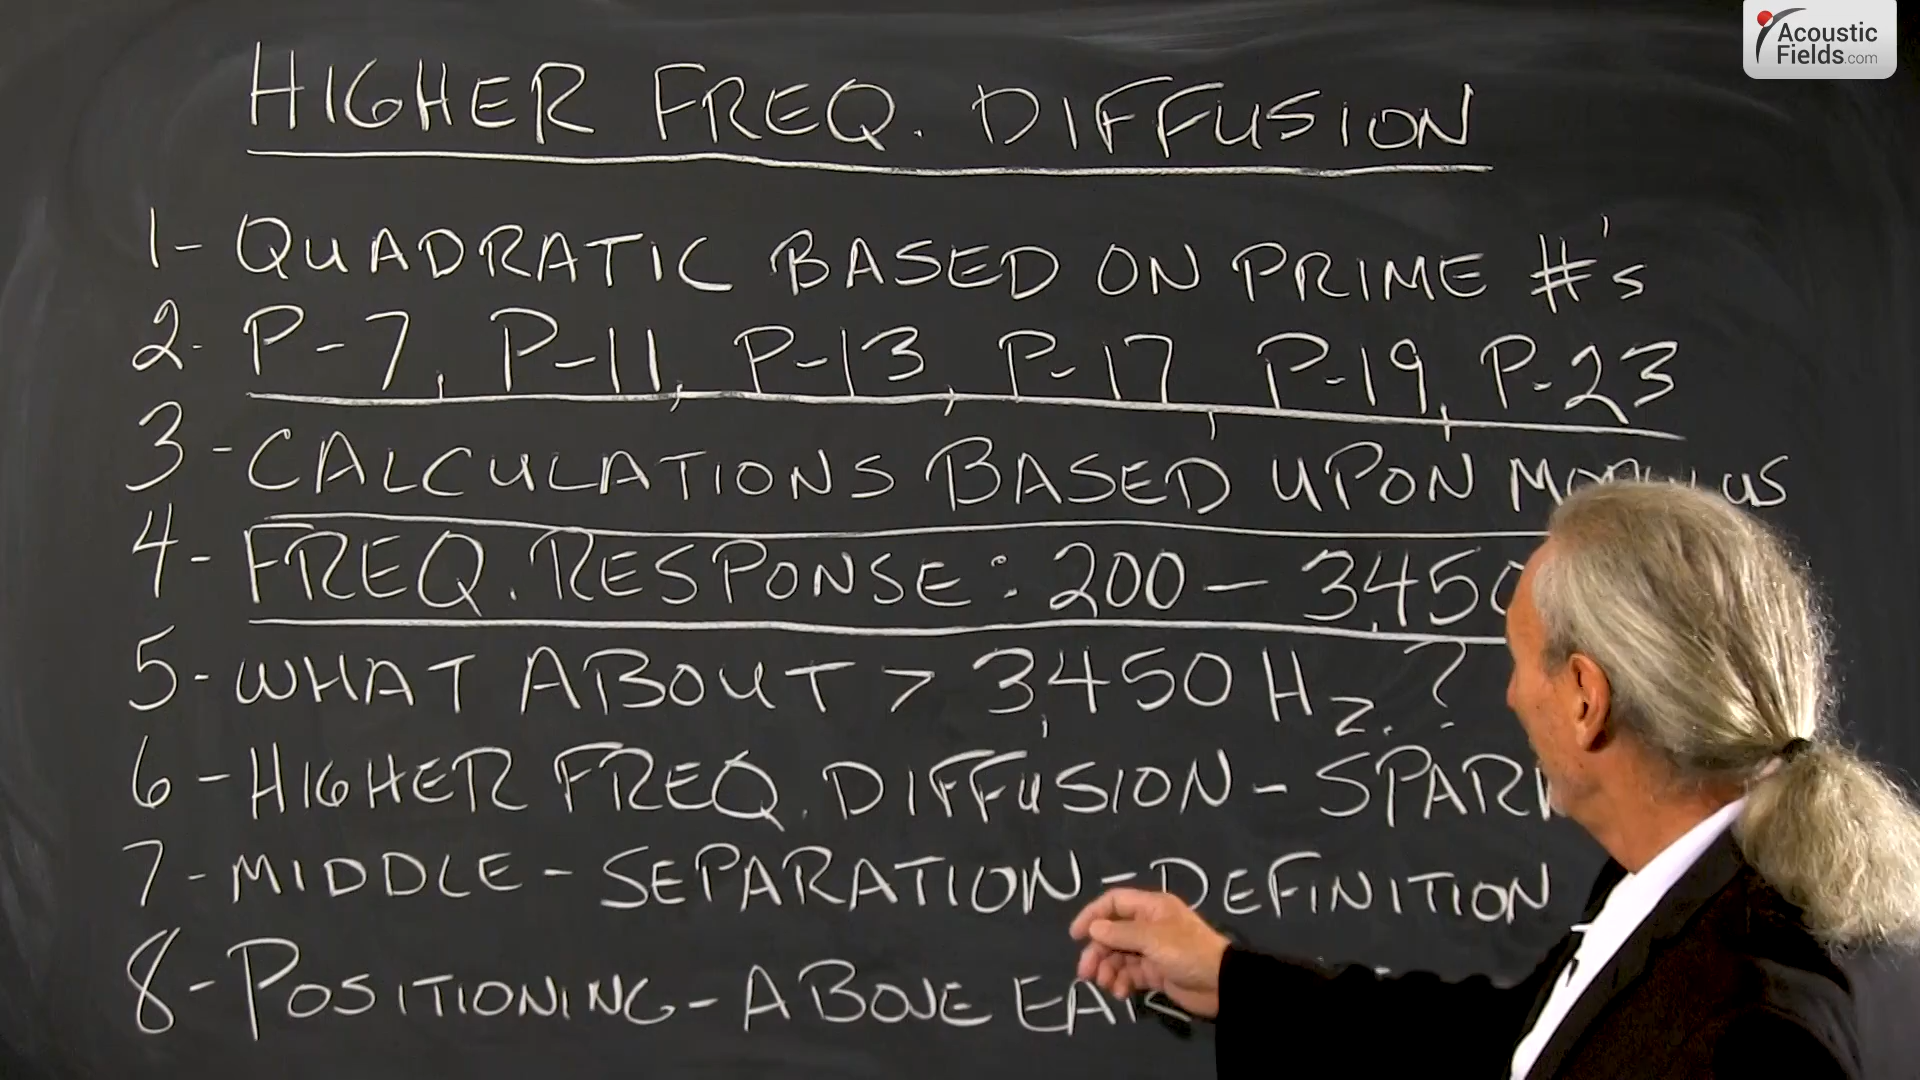 Acoustic
Fields.com
HIGHER FREQ. DIFFUSION
1- QUADRATIC BASED ON PRIME #'s
2- P-7, P-11, P-13, P-17, P-19, P-23
3- CALCULATIONS BASED UPON
4- FREQ. RESPONSE: 200 - 3,450
5- WHAT ABOUT > 3,450 Hz.?
6- HIGHER FREQ. DIFFUSION -
7- MIDDLE - SEPARATION - DEFINITION
8- POSITIONING - ABOVE